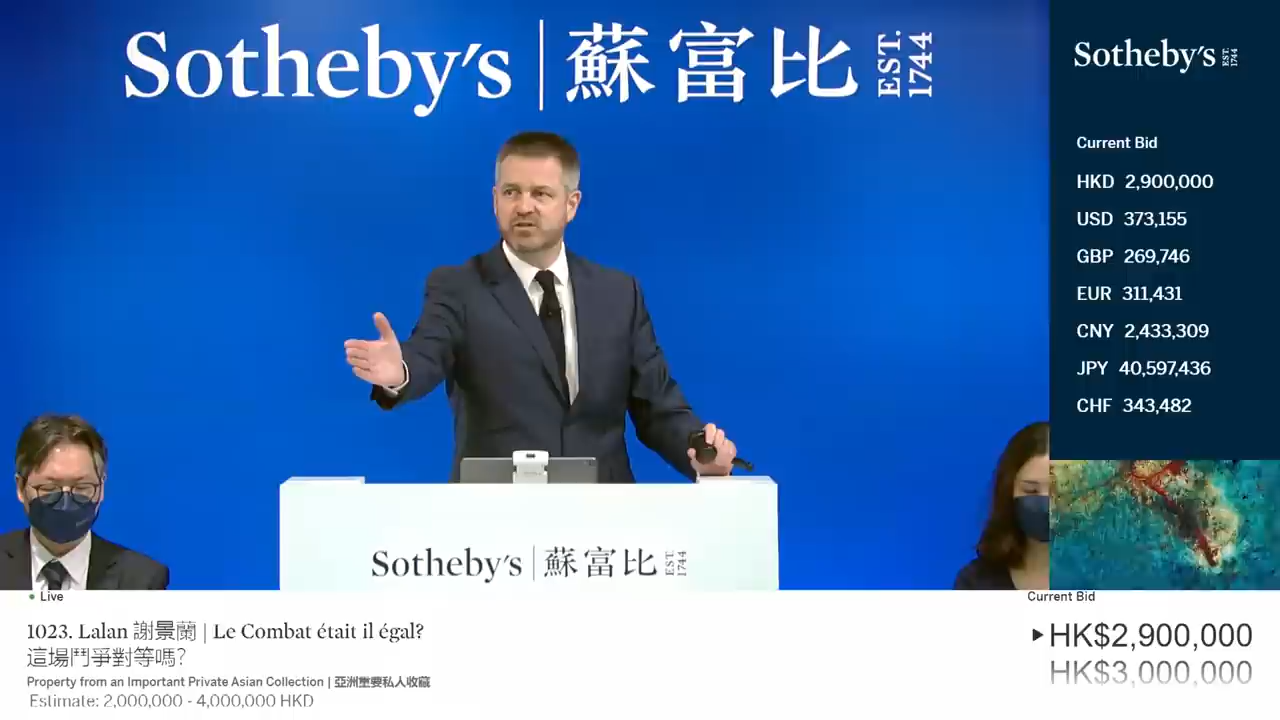 Sotheby's | 蘇富比 EST. 1744
Sotheby's EST. 1744
Current Bid
HKD 2,900,000
USD 373,155
GBP 269,746
EUR 311,431
CNY 2,433,309
JPY 40,597,436
CHF 343,482
Sotheby's | 蘇富比 EST. 1744
Live
1023. Lalan 謝景蘭 | Le Combat était il égal?
這場鬥爭對等嗎?
Property from an Important Private Asian Collection | 亞洲重要私人收藏
Estimate: 2,000,000 - 4,000,000 HKD
Current Bid
HK$2,900,000
HK$3,000,000